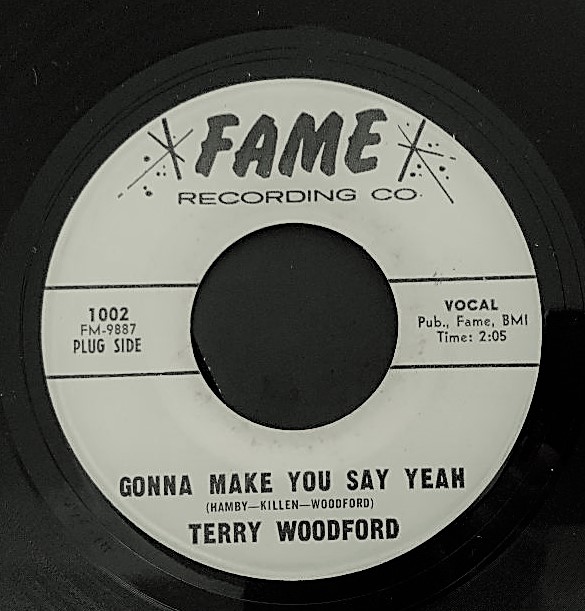 FAME
RECORDING CO.
1002
FM-9887
PLUG SIDE
VOCAL
Pub., Fame, BMI
Time: 2:05
GONNA MAKE YOU SAY YEAH
(HAMBY—KILLEN—WOODFORD)
TERRY WOODFORD